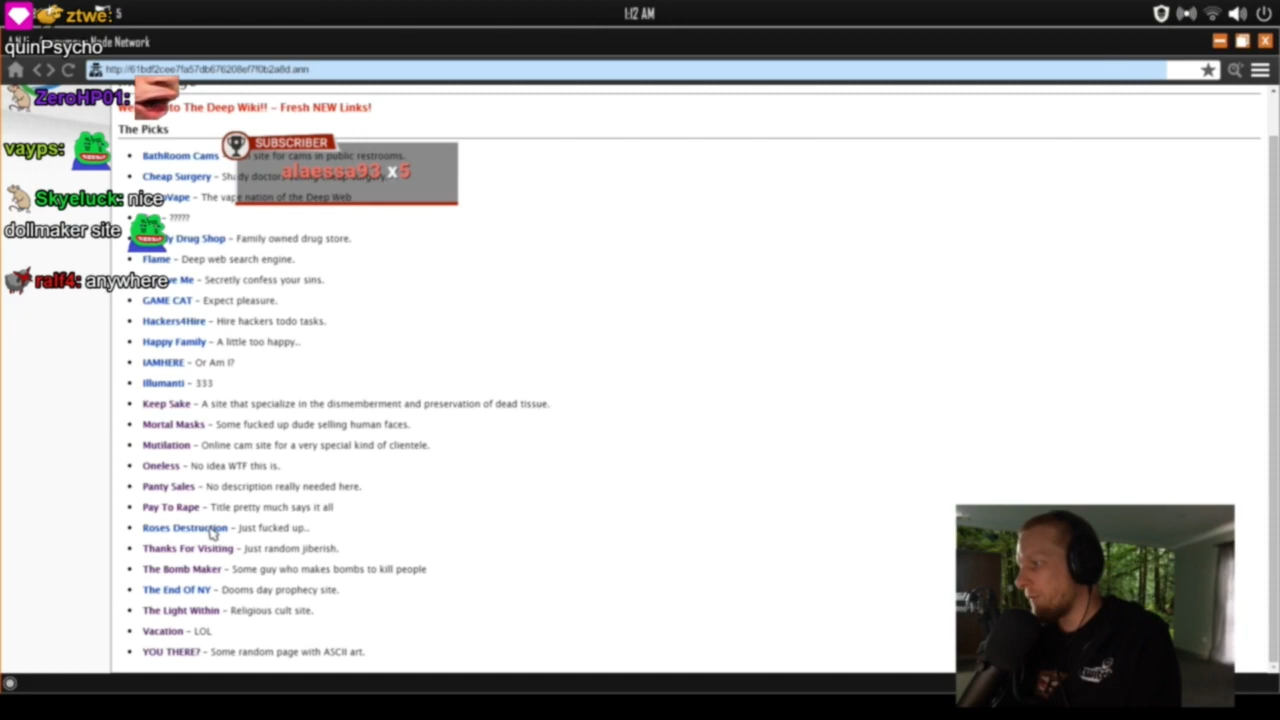 ztwe: 5
1:12 AM
quinPsycho
Node Network
http://61bdf2cee7fa57db676208ef7f0b2a8d.ann
ZeroHP01:
to The Deep Wiki!! – Fresh NEW Links!
The Picks
SUBSCRIBER
alaessa93 x5
vayps:
BathRoom Cams – site for cams in public restrooms.
Cheap Surgery –
Skyeluck: nice
Vape – The vape nation of the Deep Web
– ?????
dollmaker site
Drug Shop – Family owned drug store.
Flame – Deep web search engine.
ralf4: anywhere
Me – Secretly confess your sins.
GAME CAT – Expect pleasure.
Hackers4Hire – Hire hackers todo tasks.
Happy Family – A little too happy..
IAMHERE – Or Am I?
Illumanti – 333
Keep Sake – A site that specialize in the dismemberment and preservation of dead tissue.
Mortal Masks – Some fucked up dude selling human faces.
Mutilation – Online cam site for a very special kind of clientele.
Oneless – No idea WTF this is.
Panty Sales – No description really needed here.
Pay To Rape – Title pretty much says it all
Roses Destruction – Just fucked up..
Thanks For Visiting – Just random jiberish.
The Bomb Maker – Some guy who makes bombs to kill people
The End Of NY – Dooms day prophecy site.
The Light Within – Religious cult site.
Vacation – LOL
YOU THERE? – Some random page with ASCII art.